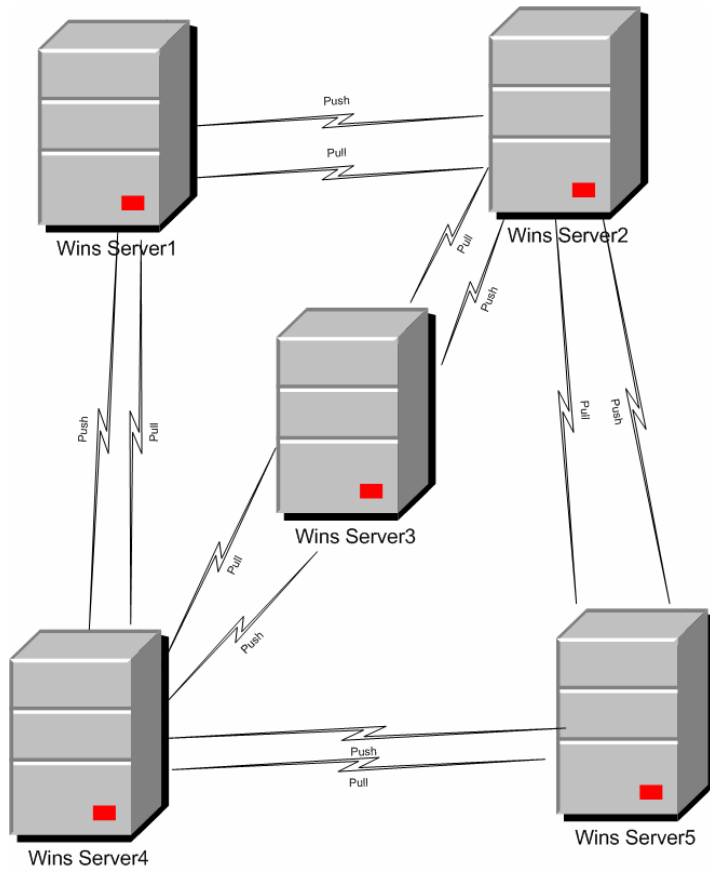 Push
Pull
Wins Server1
Wins Server2
Pull
Push
Push
Pull
Pull
Push
Wins Server3
Pull
Push
Push
Pull
Wins Server4
Wins Server5